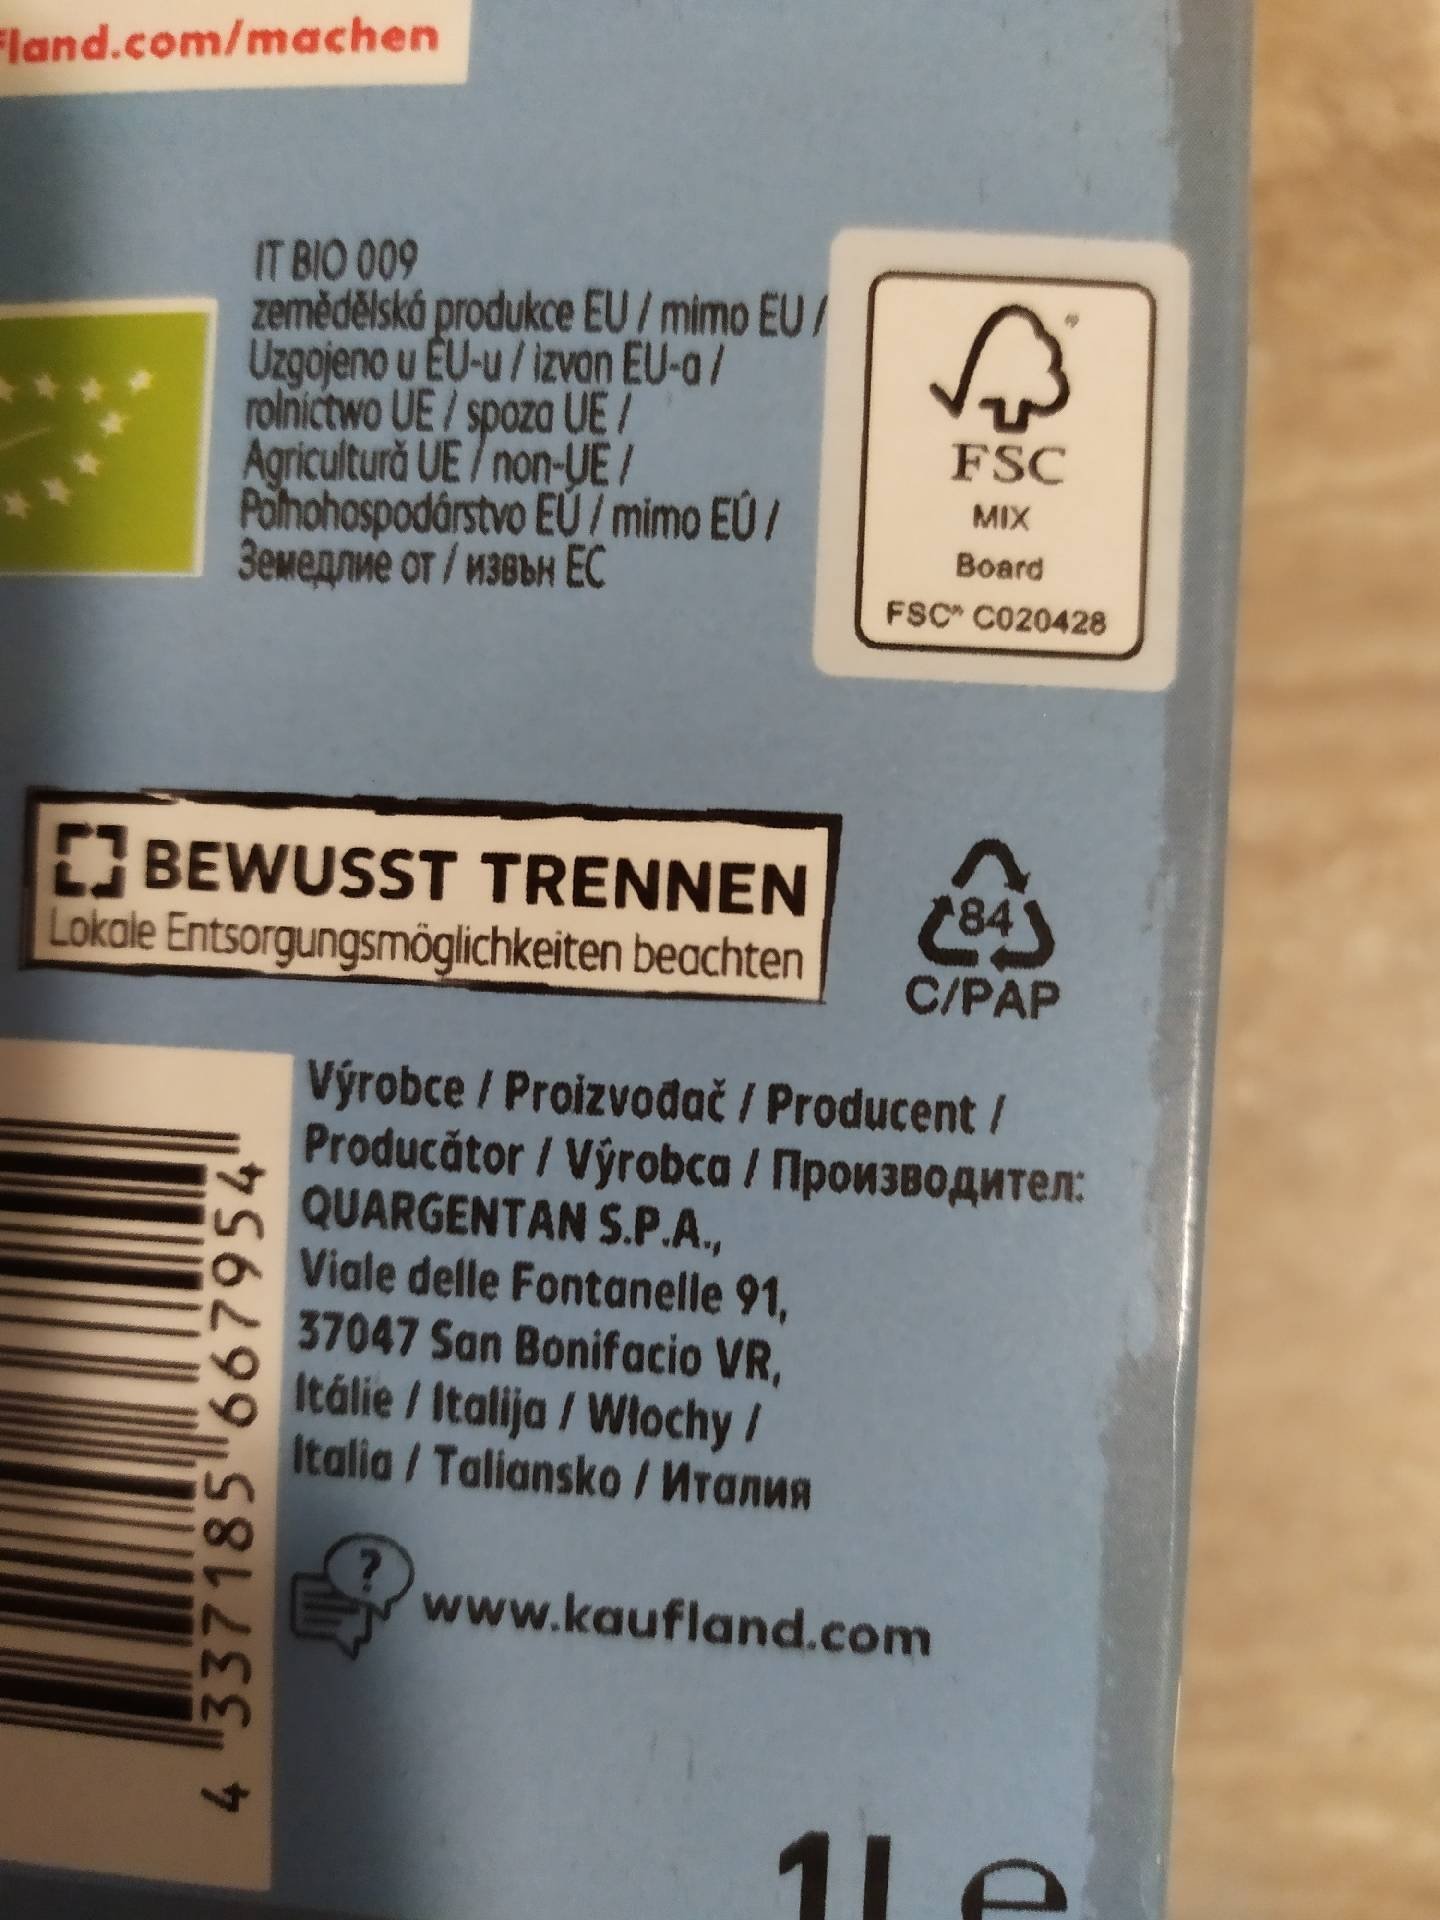 fland.com/machen
IT BIO 009
zemědělská produkce EU / mimo EU /
Uzgojeno u EU-u / izvan EU-a /
rolnictwo UE / spoza UE /
Agricultură UE / non-UE /
Poľnohospodárstvo EÚ / mimo EÚ /
Земеделие от / извън ЕС
FSC
MIX
Board
FSC® C020428
BEWUSST TRENNEN
Lokale Entsorgungsmöglichkeiten beachten
84
C/PAP
Výrobce / Proizvođač / Producent /
Producător / Výrobca / Производител:
QUARGENTAN S.P.A.,
Viale delle Fontanelle 91,
37047 San Bonifacio VR,
Itálie / Italija / Włochy /
Italia / Taliansko / Италия
?
www.kaufland.com
4 337185 667954
1L e